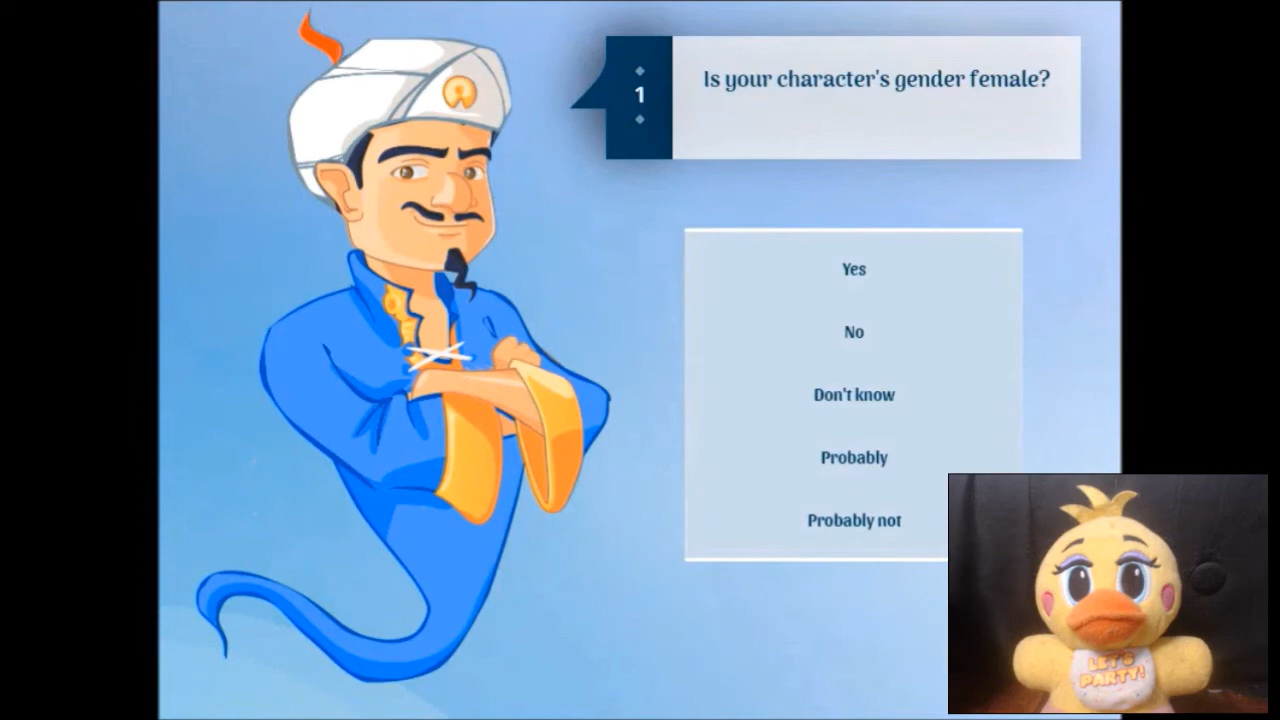 1
Is your character's gender female?
Yes
No
Don't know
Probably
Probably not
LET'S
PARTY!